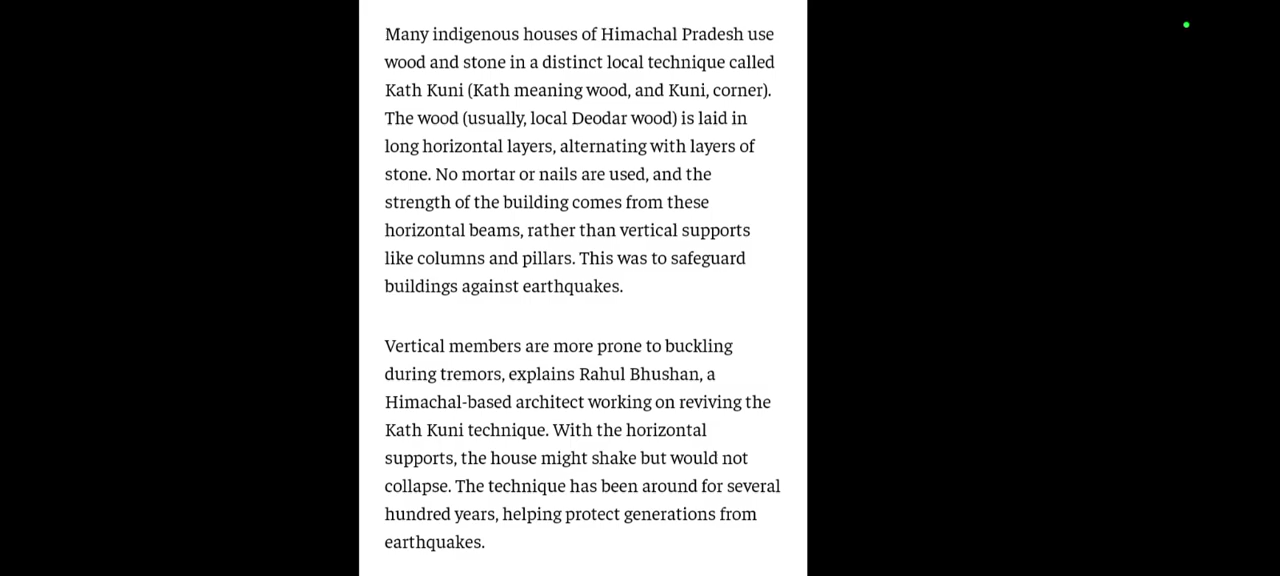 Many indigenous houses of Himachal Pradesh use
wood and stone in a distinct local technique called
Kath Kuni (Kath meaning wood, and Kuni, corner).
The wood (usually, local Deodar wood) is laid in
long horizontal layers, alternating with layers of
stone. No mortar or nails are used, and the
strength of the building comes from these
horizontal beams, rather than vertical supports
like columns and pillars. This was to safeguard
buildings against earthquakes.
Vertical members are more prone to buckling
during tremors, explains Rahul Bhushan, a
Himachal-based architect working on reviving the
Kath Kuni technique. With the horizontal
supports, the house might shake but would not
collapse. The technique has been around for several
hundred years, helping protect generations from
earthquakes.